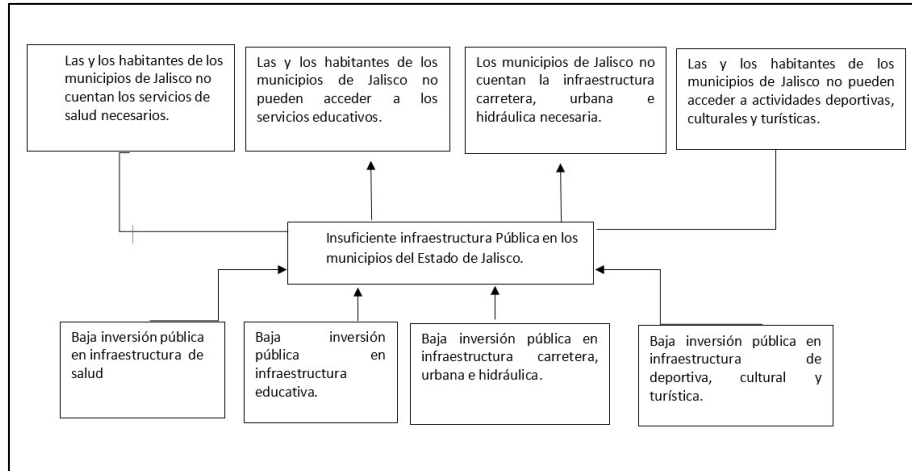 Las y los habitantes de los
municipios de Jalisco no
cuentan los servicios de
salud necesarios.
Las y los habitantes de los
municipios de Jalisco no
pueden acceder a los
servicios educativos.
Los municipios de Jalisco no
cuentan la infraestructura
carretera, urbana e
hidráulica necesaria.
Las y los habitantes de los
municipios de Jalisco no pueden
acceder a actividades deportivas,
culturales y turísticas.
Insuficiente infraestructura Pública en los
municipios del Estado de Jalisco.
Baja inversión pública
en infraestructura de
salud
Baja inversión
pública en
infraestructura
educativa.
Baja inversión pública en
infraestructura carretera,
urbana e hidráulica.
Baja inversión pública en
infraestructura de
deportiva, cultural y
turística.